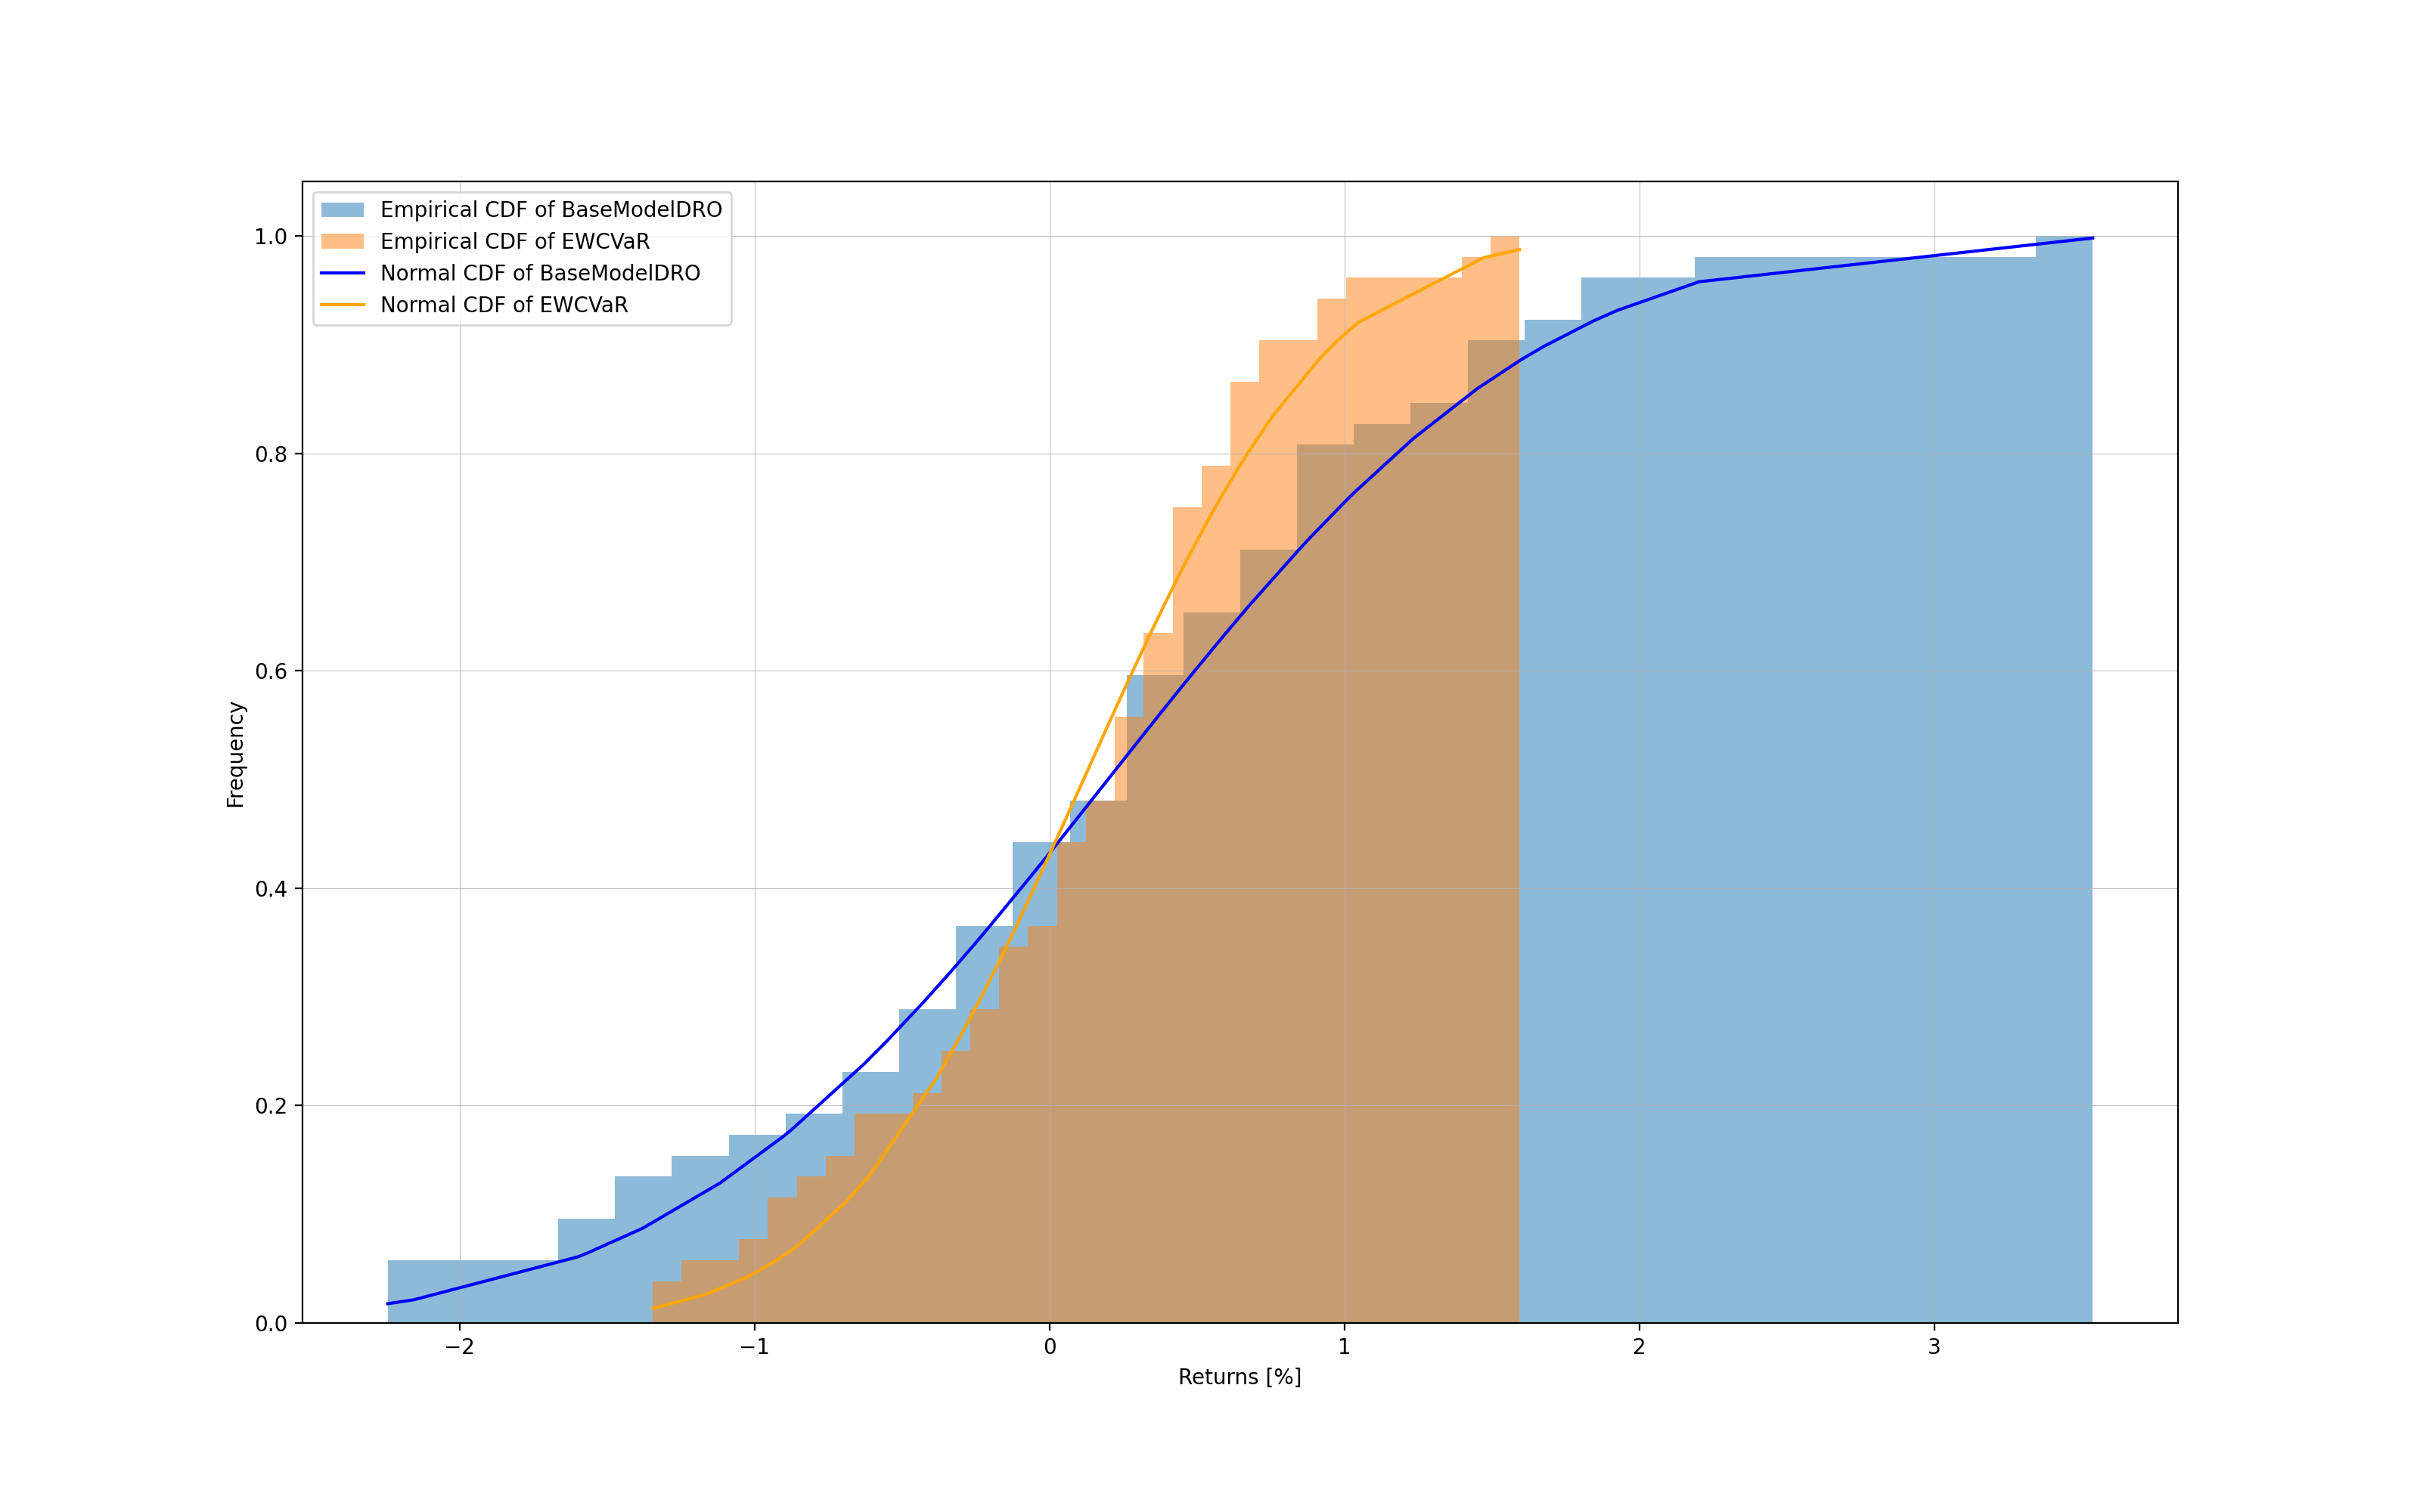 Empirical CDF of BaseModelDRO
Empirical CDF of EWCVaR
Normal CDF of BaseModelDRO
Normal CDF of EWCVaR
1.0
0.8
0.6
0.4
0.2
0.0
Frequency
−2
−1
0
1
2
3
Returns [%]